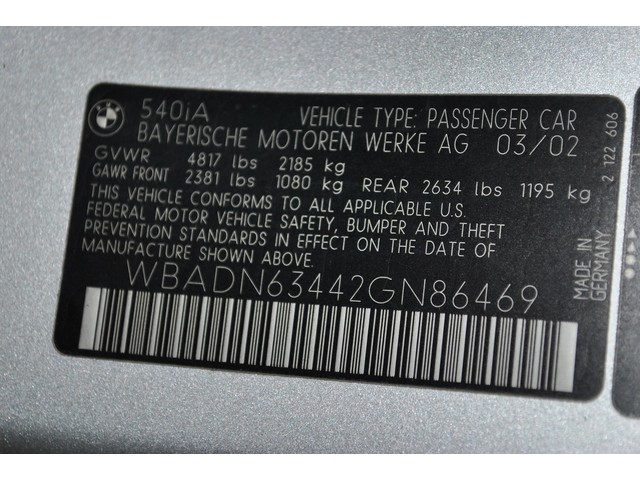 540iA VEHICLE TYPE: PASSENGER CAR
BAYERISCHE MOTOREN WERKE AG 03/02
GVWR 4817 lbs 2185 kg
GAWR FRONT 2381 lbs 1080 kg REAR 2634 lbs 1195 kg
THIS VEHICLE CONFORMS TO ALL APPLICABLE U.S.
FEDERAL MOTOR VEHICLE SAFETY, BUMPER AND THEFT
PREVENTION STANDARDS IN EFFECT ON THE DATE OF
MANUFACTURE SHOWN ABOVE.
WBADN63442GN86469
MADE IN
GERMANY
2 122 606